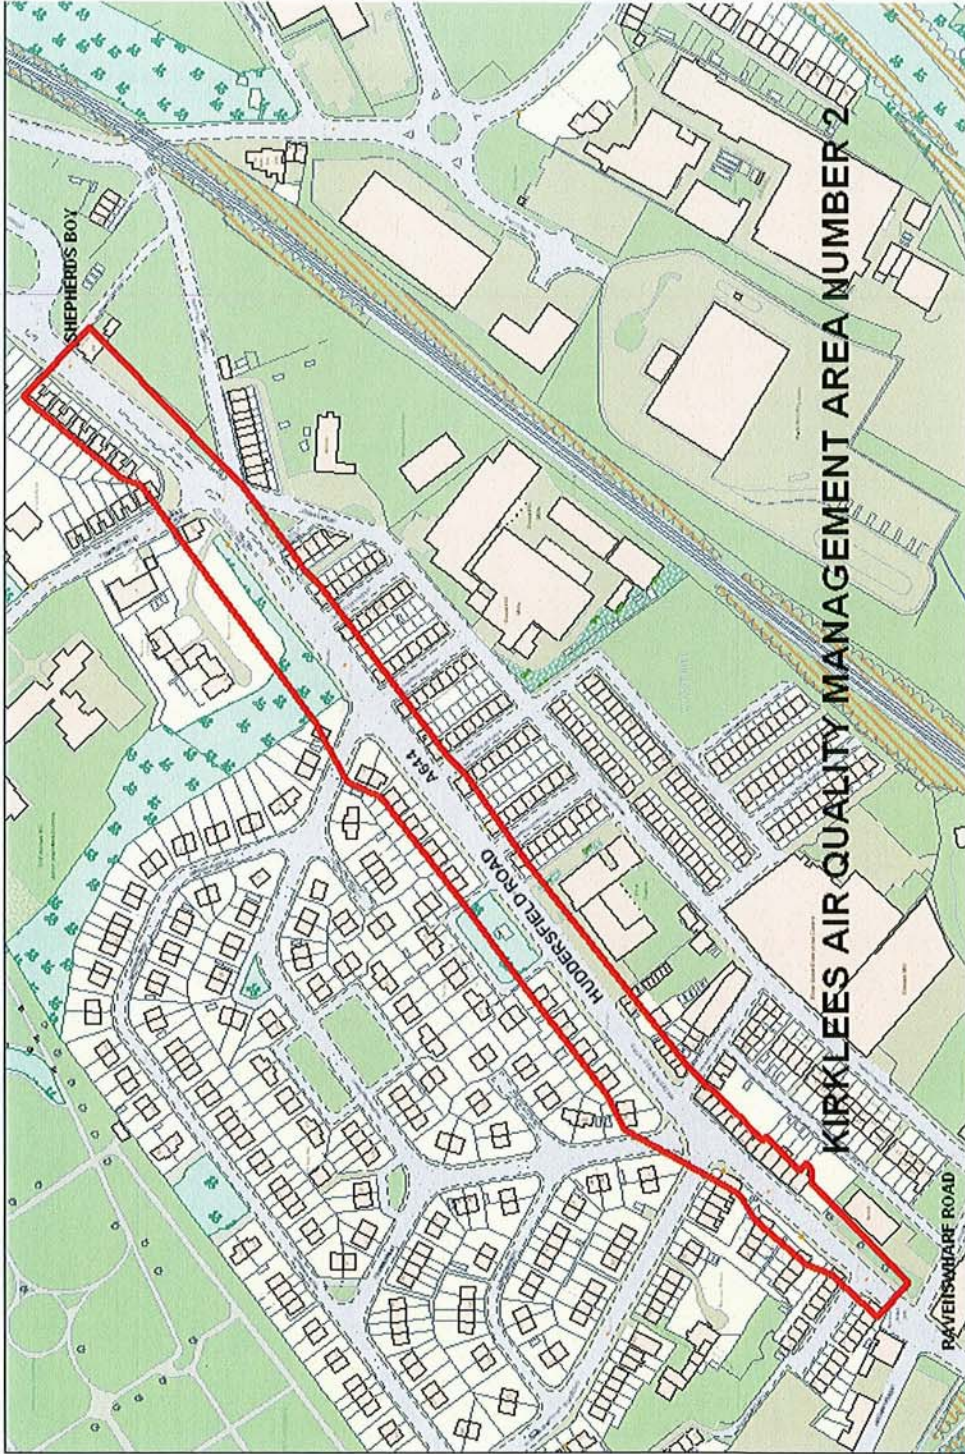 SHEPHERDS BOY
A644
HUDDERSFIELD ROAD
KIRKLEES AIR QUALITY MANAGEMENT AREA NUMBER 2
RAVENSWHARF ROAD